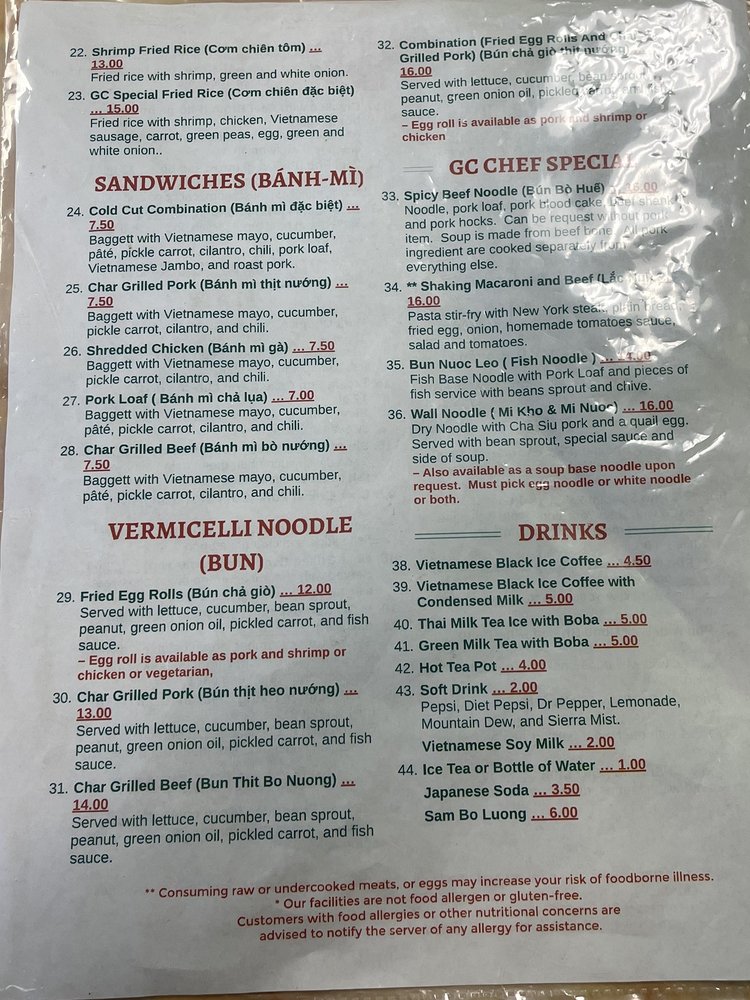 22. Shrimp Fried Rice (Cơm chiên tôm) ...
13.00
Fried rice with shrimp, green and white onion.
23. GC Special Fried Rice (Cơm chiên đặc biệt)
... 15.00
Fried rice with shrimp, chicken, Vietnamese
sausage, carrot, green peas, egg, green and
white onion..
SANDWICHES (BÁNH-MÌ)
24. Cold Cut Combination (Bánh mì đặc biệt) ...
7.50
Baggett with Vietnamese mayo, cucumber,
pâté, pickle carrot, cilantro, chili, pork loaf,
Vietnamese Jambo, and roast pork.
25. Char Grilled Pork (Bánh mì thịt nướng) ...
7.50
Baggett with Vietnamese mayo, cucumber,
pickle carrot, cilantro, and chili.
26. Shredded Chicken (Bánh mì gà) ... 7.50
Baggett with Vietnamese mayo, cucumber,
pickle carrot, cilantro, and chili.
27. Pork Loaf ( Bánh mì chả lụa) ... 7.00
Baggett with Vietnamese mayo, cucumber,
pâté, pickle carrot, cilantro, and chili.
28. Char Grilled Beef (Bánh mì bò nướng) ...
7.50
Baggett with Vietnamese mayo, cucumber,
pâté, pickle carrot, cilantro, and chili.
VERMICELLI NOODLE
(BUN)
29. Fried Egg Rolls (Bún chả giò) ... 12.00
Served with lettuce, cucumber, bean sprout,
peanut, green onion oil, pickled carrot, and fish
sauce.
– Egg roll is available as pork and shrimp or
chicken or vegetarian,
30. Char Grilled Pork (Bún thịt heo nướng) ...
13.00
Served with lettuce, cucumber, bean sprout,
peanut, green onion oil, pickled carrot, and fish
sauce.
31. Char Grilled Beef (Bun Thit Bo Nuong) ...
14.00
Served with lettuce, cucumber, bean sprout,
peanut, green onion oil, pickled carrot, and fish
sauce.
32. Combination (Fried Egg Rolls And
Grilled Pork) (Bún chả giò thịt nướng)
16.00
Served with lettuce, cucumber, bean sprout,
peanut, green onion oil, pickled carrot, and fish
sauce.
– Egg roll is available as pork and shrimp or
chicken
GC CHEF SPECIAL
33. Spicy Beef Noodle (Bún Bò Huế) ... 16.00
Noodle, pork loaf, pork blood cake, beef shank
and pork hocks. Can be request without pork
item. Soup is made from beef bone. All pork
ingredient are cooked separately from
everything else.
34. ** Shaking Macaroni and Beef (Lắc
16.00
Pasta stir-fry with New York steak, plain bread,
fried egg, onion, homemade tomatoes sauce,
salad and tomatoes.
35. Bun Nuoc Leo ( Fish Noodle ) ... 14.00
Fish Base Noodle with Pork Loaf and pieces of
fish service with beans sprout and chive.
36. Wall Noodle ( Mi Kho & Mi Nuoc) ... 16.00
Dry Noodle with Cha Siu pork and a quail egg.
Served with bean sprout, special sauce and
side of soup.
– Also available as a soup base noodle upon
request. Must pick egg noodle or white noodle
or both.
DRINKS
38. Vietnamese Black Ice Coffee ... 4.50
39. Vietnamese Black Ice Coffee with
Condensed Milk ... 5.00
40. Thai Milk Tea Ice with Boba ... 5.00
41. Green Milk Tea with Boba ... 5.00
42. Hot Tea Pot ... 4.00
43. Soft Drink ... 2.00
Pepsi, Diet Pepsi, Dr Pepper, Lemonade,
Mountain Dew, and Sierra Mist.
Vietnamese Soy Milk ... 2.00
44. Ice Tea or Bottle of Water ... 1.00
Japanese Soda ... 3.50
Sam Bo Luong ... 6.00
** Consuming raw or undercooked meats, or eggs may increase your risk of foodborne illness.
* Our facilities are not food allergen or gluten-free.
Customers with food allergies or other nutritional concerns are
advised to notify the server of any allergy for assistance.